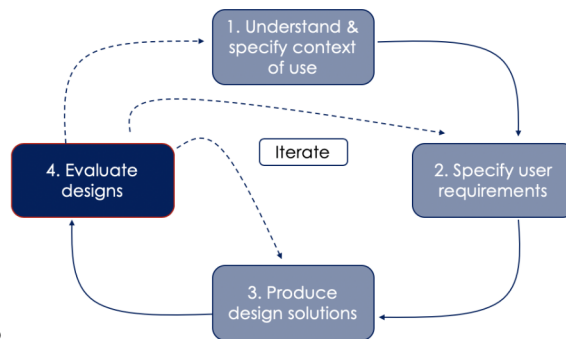 1. Understand &
specify context
of use
Iterate
4. Evaluate
designs
2. Specify user
requirements
3. Produce
design solutions